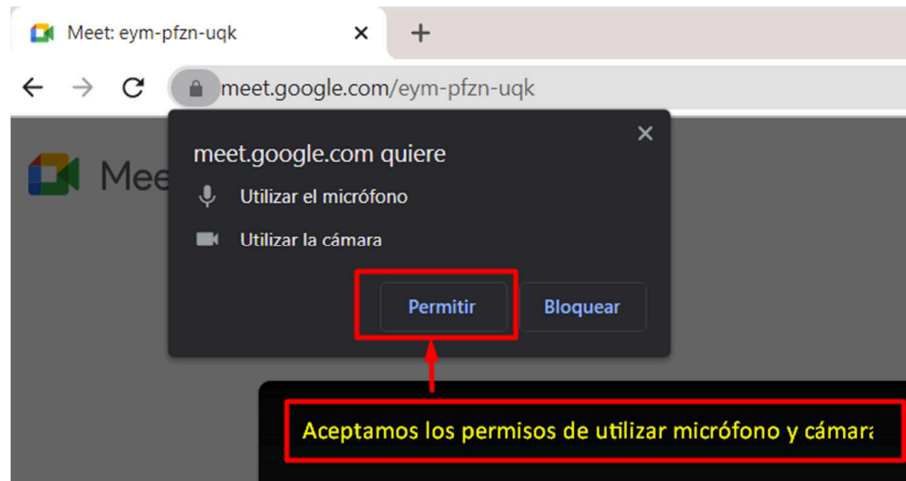 Meet: eym-pfzn-uqk
meet.google.com/eym-pfzn-uqk
Mee
meet.google.com quiere
Utilizar el micrófono
Utilizar la cámara
Permitir
Bloquear
Aceptamos los permisos de utilizar micrófono y cámara